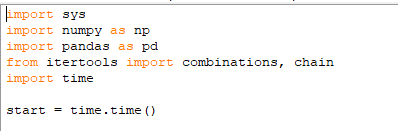 import sys
import numpy as np
import pandas as pd
from itertools import combinations, chain
import time

start = time.time()